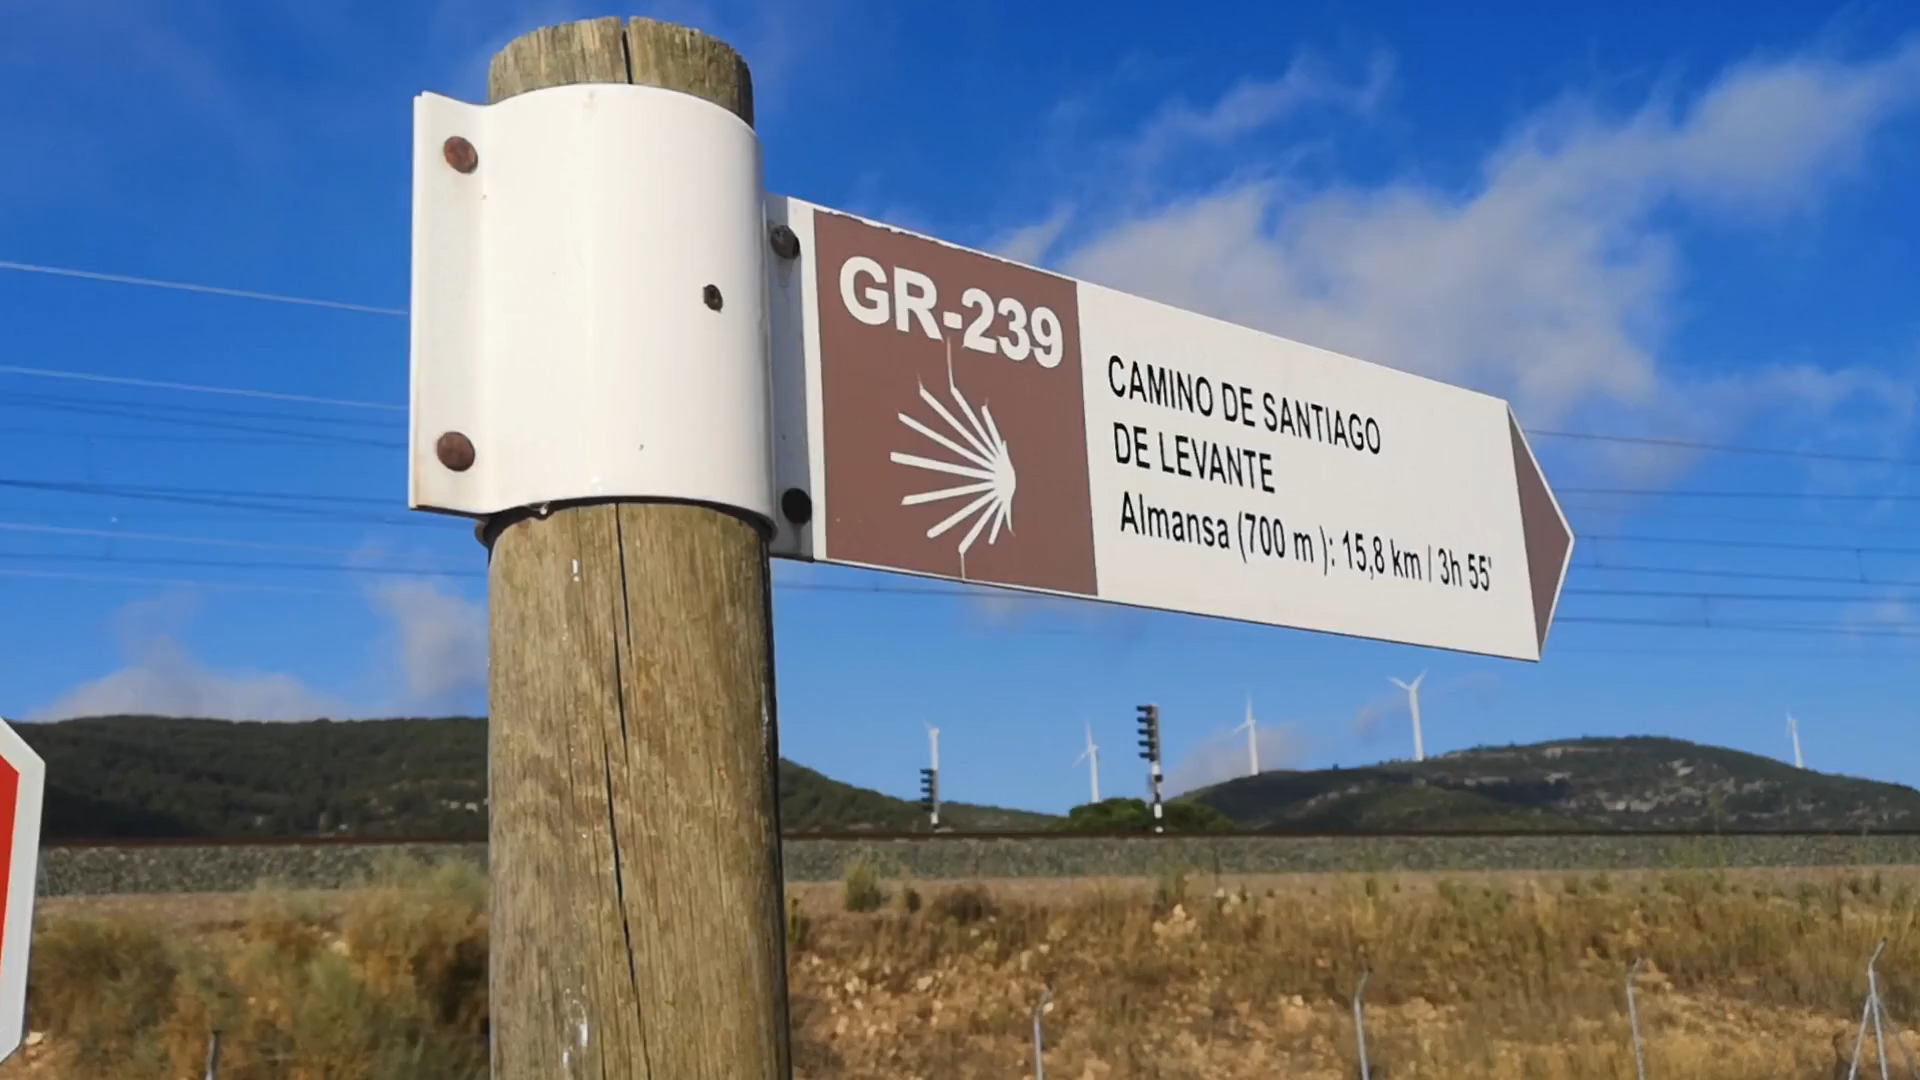 GR-239
CAMINO DE SANTIAGO
DE LEVANTE
Almansa (700 m ): 15,8 km / 3h 55'